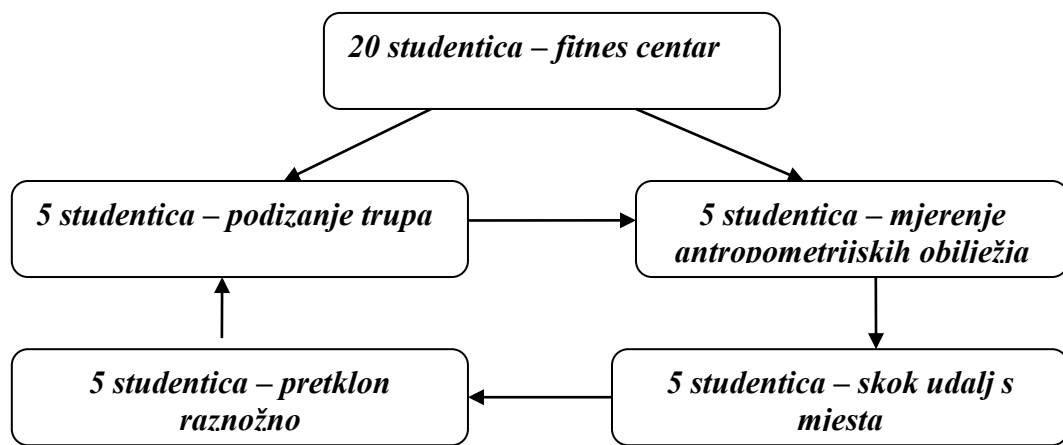 20 studentica – fitnes centar
5 studentica – podizanje trupa
5 studentica – mjerenje
antropometrijskih obilježja
5 studentica – pretklon
raznožno
5 studentica – skok udalj s
mjesta